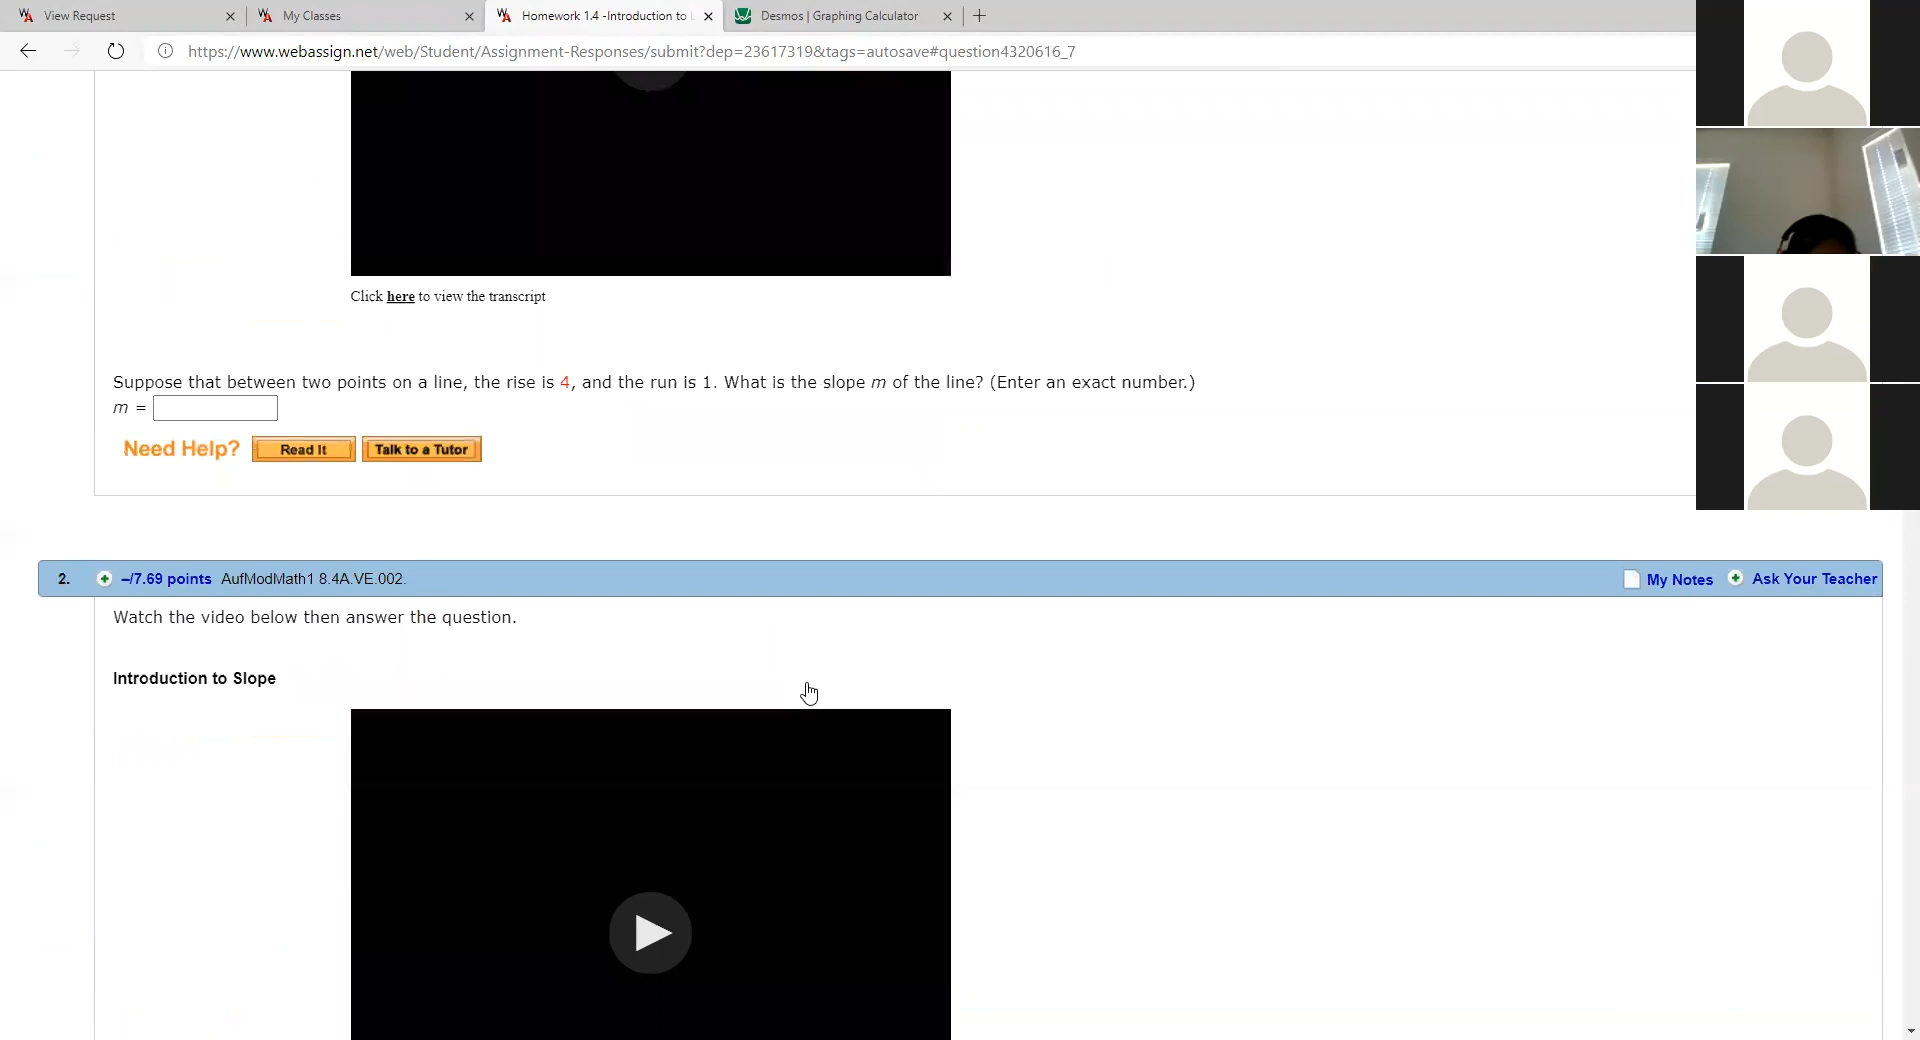 View Request
My Classes
Homework 1.4 -Introduction to
Desmos | Graphing Calculator
https://www.webassign.net/web/Student/Assignment-Responses/submit?dep=23617319&tags=autosave#question4320616_7
Click here to view the transcript
Suppose that between two points on a line, the rise is 4, and the run is 1. What is the slope m of the line? (Enter an exact number.)
m =
Need Help? Read It Talk to a Tutor
2. –/7.69 points AufModMath1 8.4A.VE.002. My Notes Ask Your Teacher
Watch the video below then answer the question.
Introduction to Slope